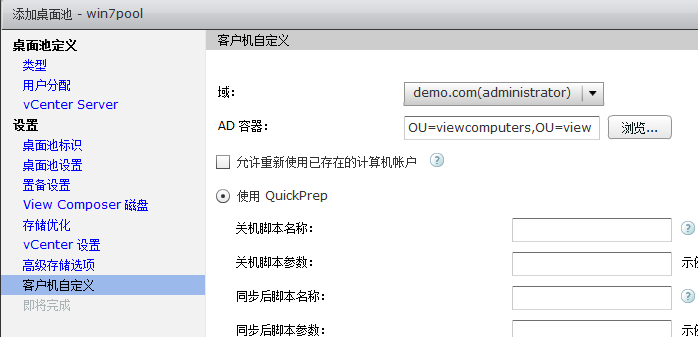 添加桌面池 - win7pool
桌面池定义
类型
用户分配
vCenter Server
设置
桌面池标识
桌面池设置
置备设置
View Composer 磁盘
存储优化
vCenter 设置
高级存储选项
客户机自定义
即将完成
客户机自定义
域：
demo.com(administrator)
AD 容器：
OU=viewcomputers,OU=view
浏览...
允许重新使用已存在的计算机帐户
?
使用 QuickPrep
关机脚本名称：
?
关机脚本参数：
示例
同步后脚本名称：
?
同步后脚本参数：
示例